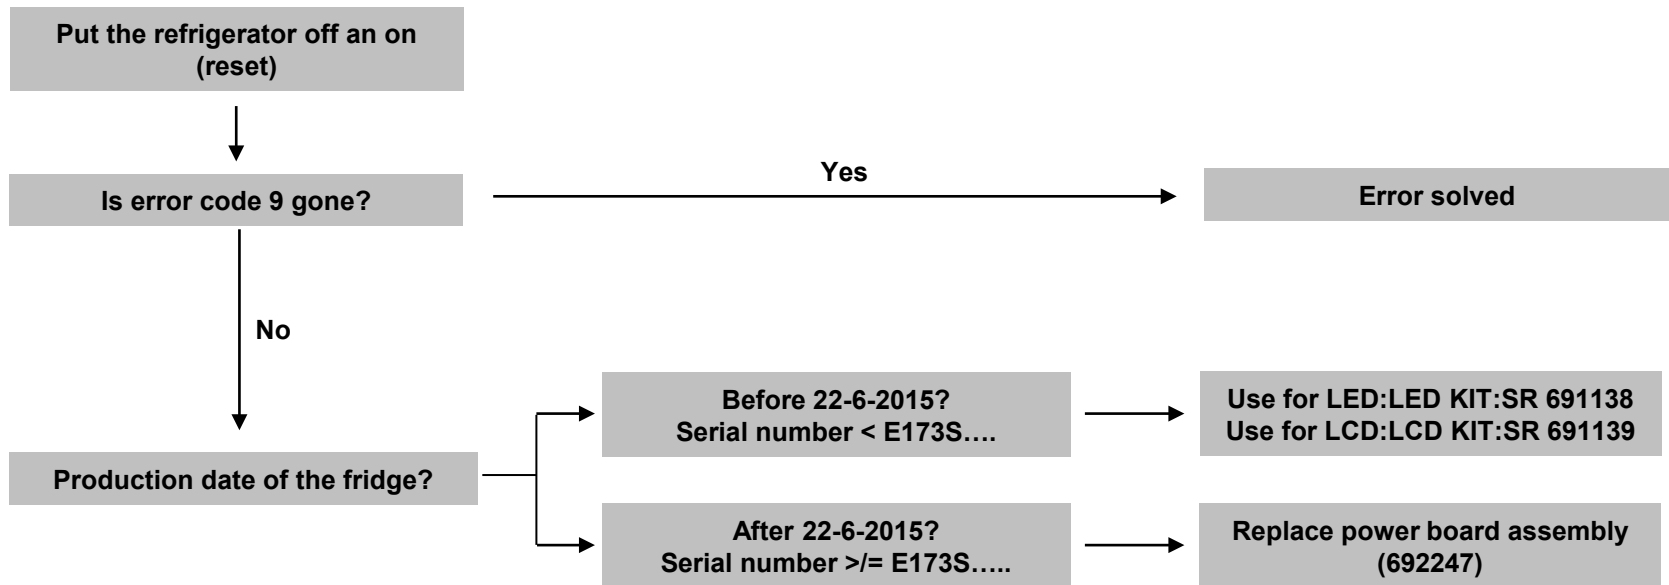 Put the refrigerator off an on
(reset)
Is error code 9 gone?
Yes
Error solved
No
Production date of the fridge?
Before 22-6-2015?
Serial number < E173S....
Use for LED:LED KIT:SR 691138
Use for LCD:LCD KIT:SR 691139
After 22-6-2015?
Serial number >/= E173S.....
Replace power board assembly
(692247)